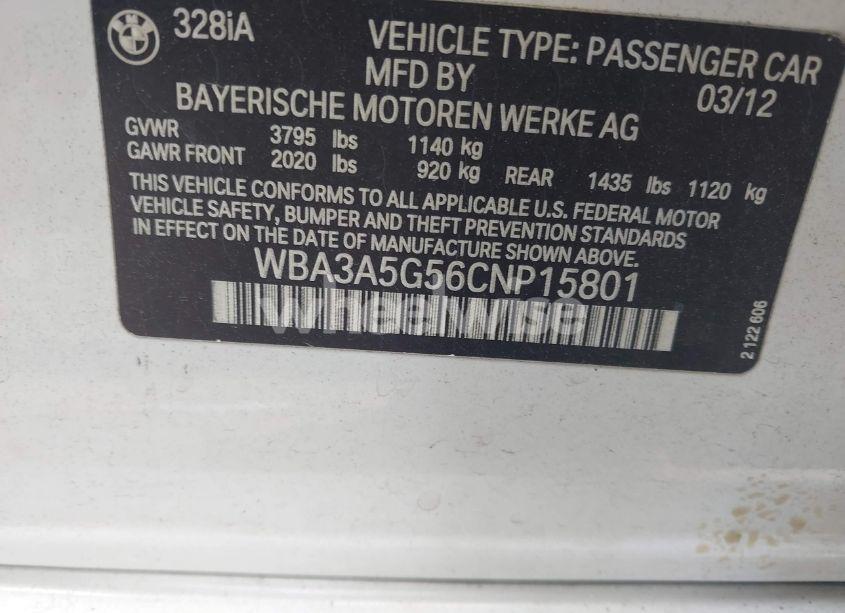 BMW
328iA
VEHICLE TYPE: PASSENGER CAR
MFD BY
03/12
BAYERISCHE MOTOREN WERKE AG
GVWR 3795 lbs 1140 kg
GAWR FRONT 2020 lbs 920 kg REAR 1435 lbs 1120 kg
THIS VEHICLE CONFORMS TO ALL APPLICABLE U.S. FEDERAL MOTOR
VEHICLE SAFETY, BUMPER AND THEFT PREVENTION STANDARDS
IN EFFECT ON THE DATE OF MANUFACTURE SHOWN ABOVE.
WBA3A5G56CNP15801
wheelwise
2 122 606